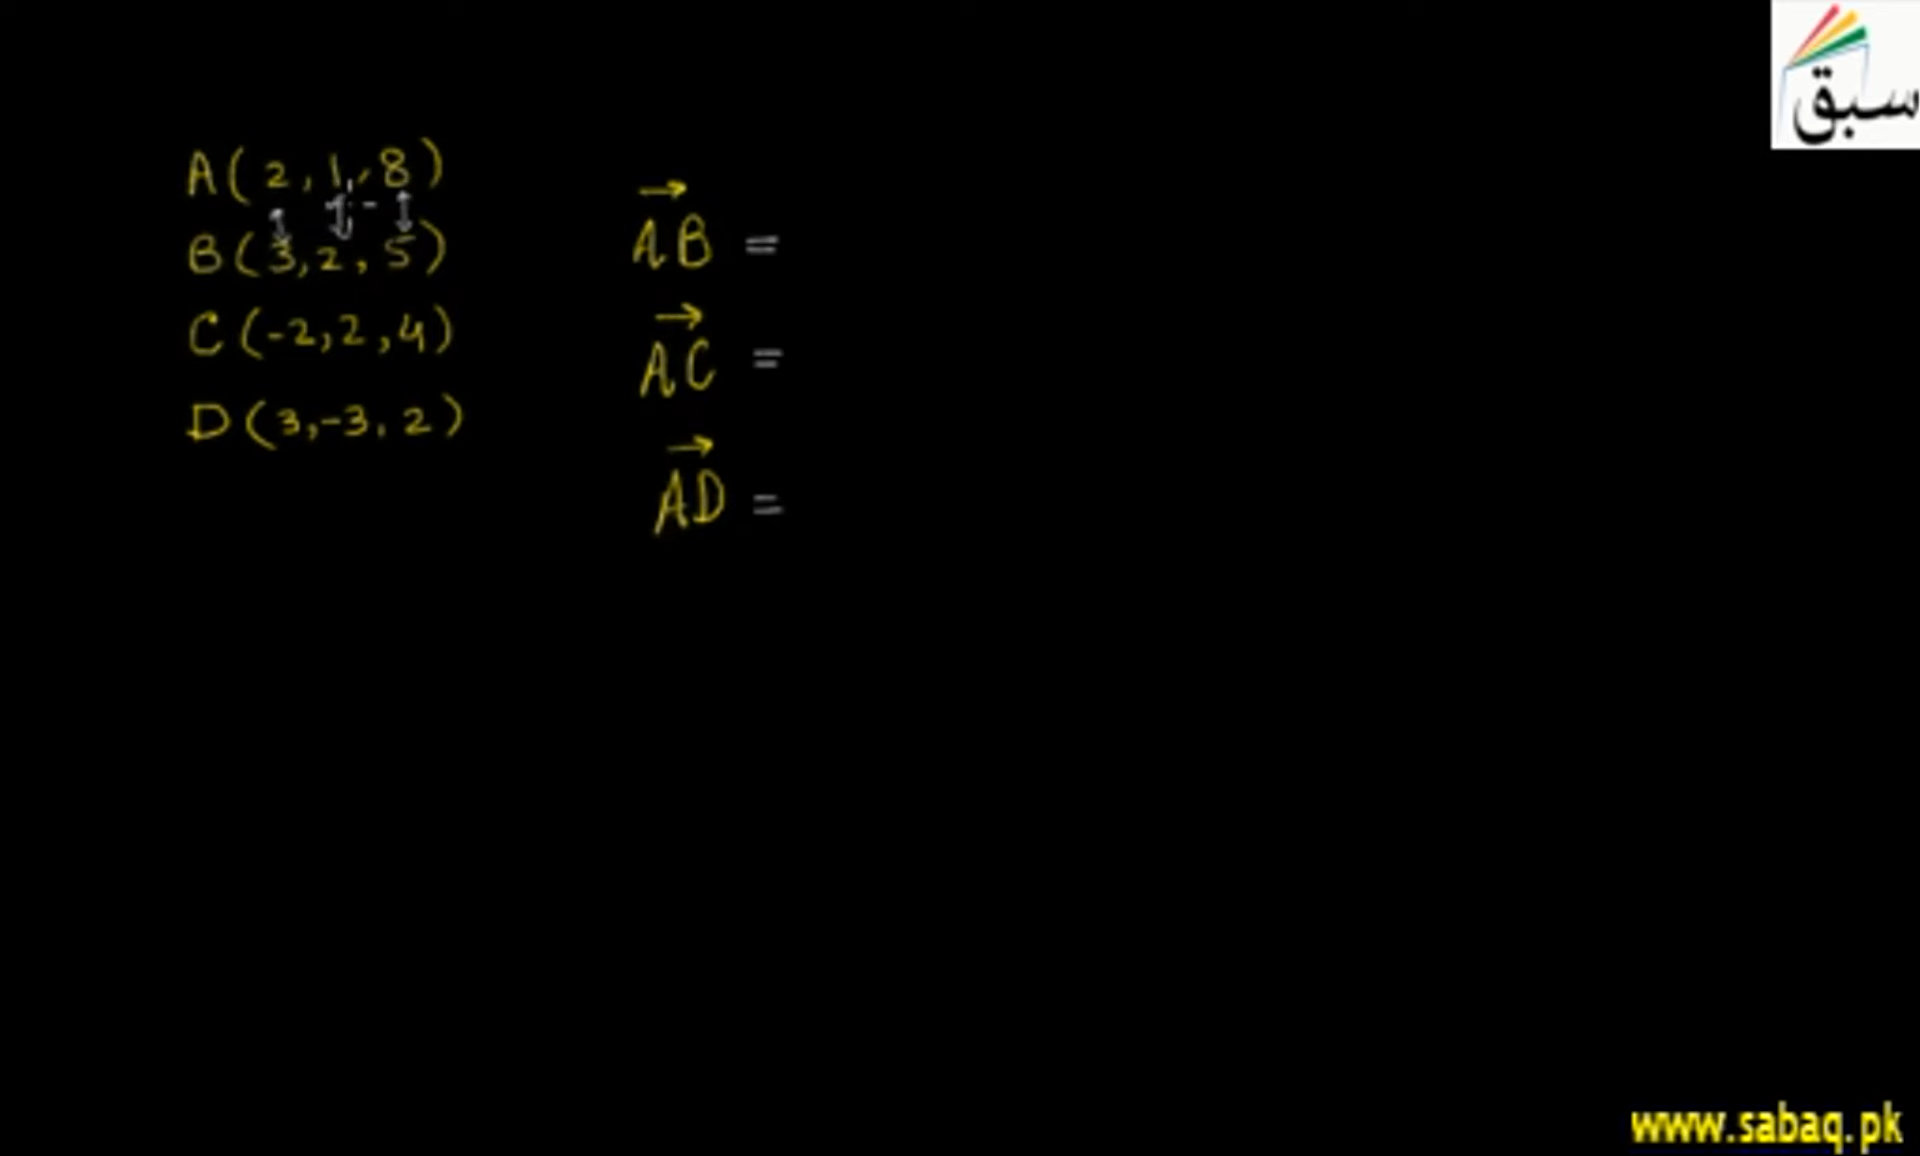 سبق
A(2,1,8)
B(3,2,5)
C(-2,2,4)
D(3,-3,2)
AB =
AC =
AD =
www.sabaq.pk